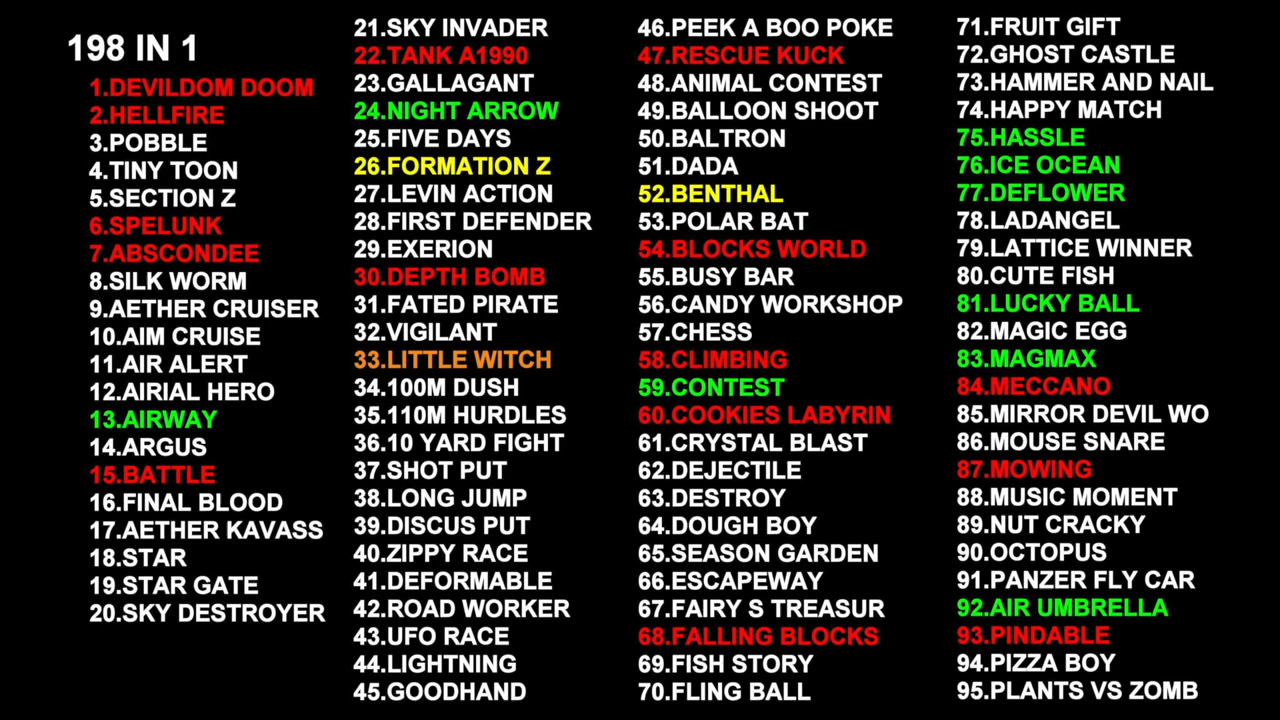 198 IN 1
1.DEVILDOM DOOM
2.HELLFIRE
3.POBBLE
4.TINY TOON
5.SECTION Z
6.SPELUNK
7.ABSCONDEE
8.SILK WORM
9.AETHER CRUISER
10.AIM CRUISE
11.AIR ALERT
12.AIRIAL HERO
13.AIRWAY
14.ARGUS
15.BATTLE
16.FINAL BLOOD
17.AETHER KAVASS
18.STAR
19.STAR GATE
20.SKY DESTROYER
21.SKY INVADER
22.TANK A1990
23.GALLAGANT
24.NIGHT ARROW
25.FIVE DAYS
26.FORMATION Z
27.LEVIN ACTION
28.FIRST DEFENDER
29.EXERION
30.DEPTH BOMB
31.FATED PIRATE
32.VIGILANT
33.LITTLE WITCH
34.100M DUSH
35.110M HURDLES
36.10 YARD FIGHT
37.SHOT PUT
38.LONG JUMP
39.DISCUS PUT
40.ZIPPY RACE
41.DEFORMABLE
42.ROAD WORKER
43.UFO RACE
44.LIGHTNING
45.GOODHAND
46.PEEK A BOO POKE
47.RESCUE KUCK
48.ANIMAL CONTEST
49.BALLOON SHOOT
50.BALTRON
51.DADA
52.BENTHAL
53.POLAR BAT
54.BLOCKS WORLD
55.BUSY BAR
56.CANDY WORKSHOP
57.CHESS
58.CLIMBING
59.CONTEST
60.COOKIES LABYRIN
61.CRYSTAL BLAST
62.DEJECTILE
63.DESTROY
64.DOUGH BOY
65.SEASON GARDEN
66.ESCAPEWAY
67.FAIRY S TREASUR
68.FALLING BLOCKS
69.FISH STORY
70.FLING BALL
71.FRUIT GIFT
72.GHOST CASTLE
73.HAMMER AND NAIL
74.HAPPY MATCH
75.HASSLE
76.ICE OCEAN
77.DEFLOWER
78.LADANGEL
79.LATTICE WINNER
80.CUTE FISH
81.LUCKY BALL
82.MAGIC EGG
83.MAGMAX
84.MECCANO
85.MIRROR DEVIL WO
86.MOUSE SNARE
87.MOWING
88.MUSIC MOMENT
89.NUT CRACKY
90.OCTOPUS
91.PANZER FLY CAR
92.AIR UMBRELLA
93.PINDABLE
94.PIZZA BOY
95.PLANTS VS ZOMB